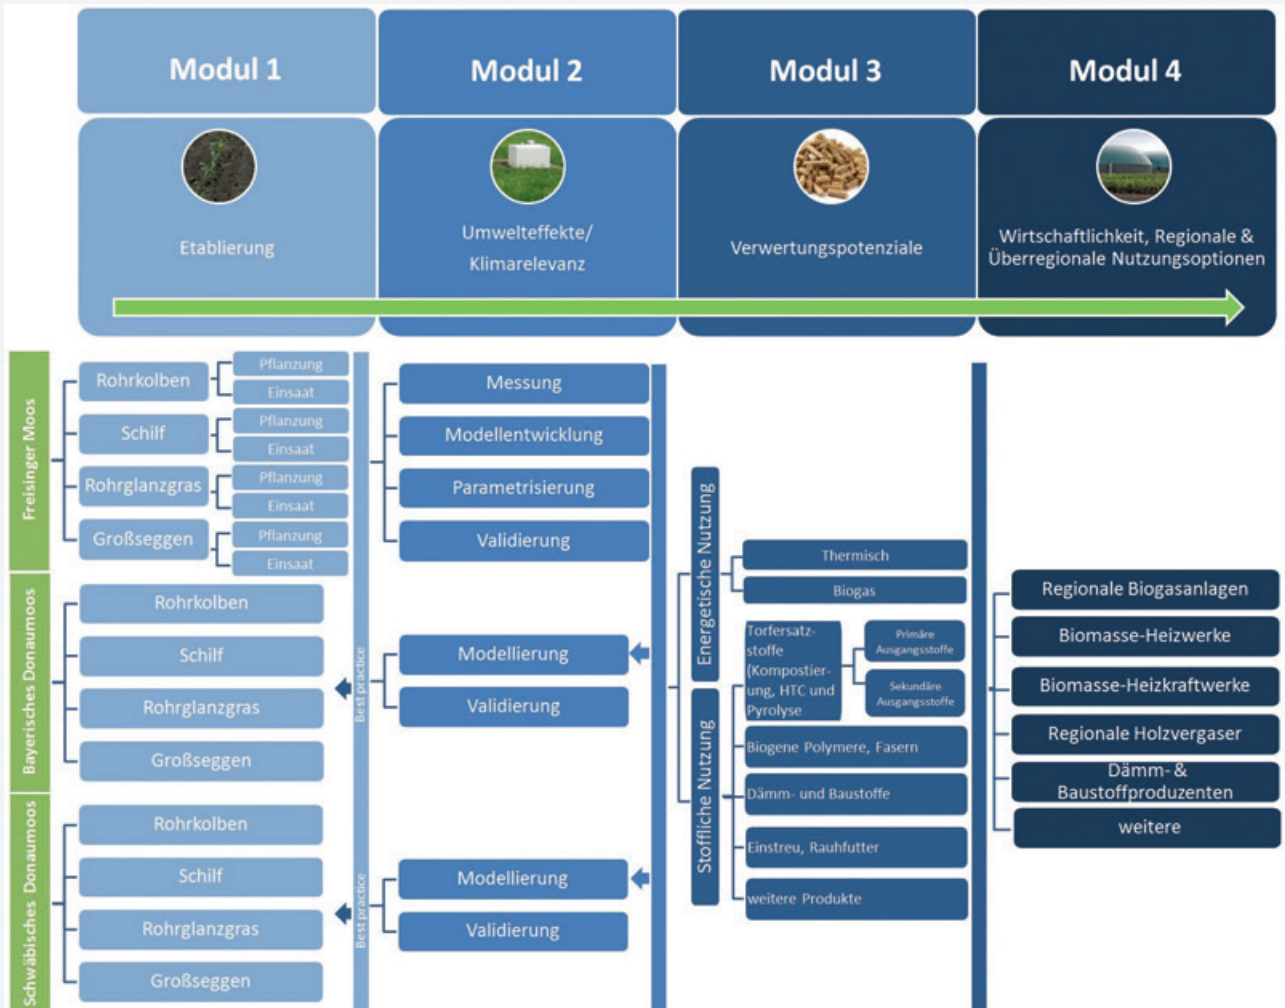 Modul 1
Modul 2
Modul 3
Modul 4
Etablierung
Umwelteffekte/
Klimarelevanz
Verwertungspotenziale
Wirtschaftlichkeit, Regionale &
Überregionale Nutzungsoptionen
Freisinger Moos
Rohrkolben
Pflanzung
Einsaat
Schilf
Pflanzung
Einsaat
Rohrglanzgras
Pflanzung
Einsaat
Großseggen
Pflanzung
Einsaat
Bayerisches Donaumoos
Rohrkolben
Schilf
Rohrglanzgras
Großseggen
Schwäbisches Donaumoos
Rohrkolben
Schilf
Rohrglanzgras
Großseggen
Best practice
Best practice
Messung
Modellentwicklung
Parametrisierung
Validierung
Modellierung
Validierung
Modellierung
Validierung
Energetische Nutzung
Thermisch
Biogas
Stoffliche Nutzung
Torfersatz-
stoffe
(Kompostier-
ung, HTC und
Pyrolyse
Primäre
Ausgangsstoffe
Sekundäre
Ausgangsstoffe
Biogene Polymere, Fasern
Dämm- und Baustoffe
Einstreu, Rauhfutter
weitere Produkte
Regionale Biogasanlagen
Biomasse-Heizwerke
Biomasse-Heizkraftwerke
Regionale Holzvergaser
Dämm- &
Baustoffproduzenten
weitere